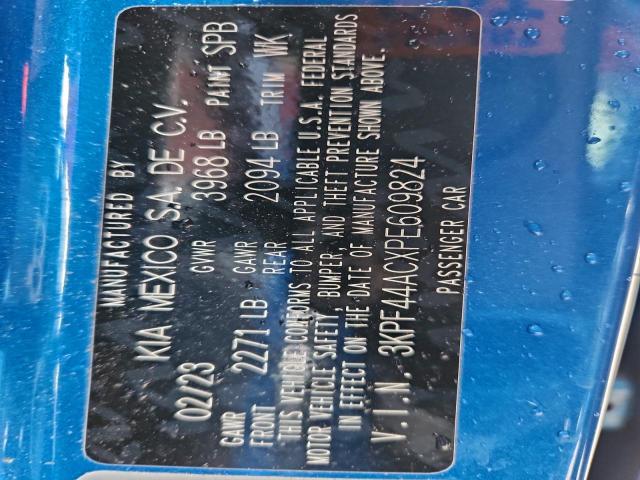 MANUFACTURED BY
KIA MEXICO S.A. DE C.V.
02/23 GVWR 3968 LB PAINT SPB
GAWR FRONT 2271 LB GAWR REAR 2094 LB TRIM WK
THIS VEHICLE CONFORMS TO ALL APPLICABLE U.S.A. FEDERAL
MOTOR VEHICLE SAFETY, BUMPER, AND THEFT PREVENTION STANDARDS
IN EFFECT ON THE DATE OF MANUFACTURE SHOWN ABOVE.
V.I.N. 3KPF44ACXPE609824
PASSENGER CAR